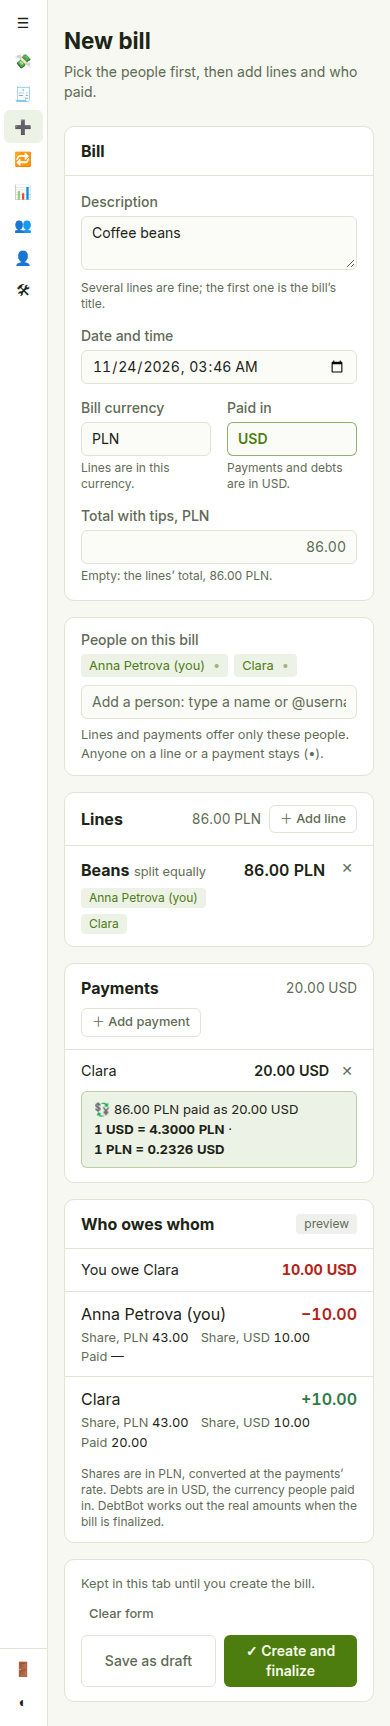 New bill
Pick the people first, then add lines and who
paid.
Bill
Description
Coffee beans
Several lines are fine; the first one is the bill’s
title.
Date and time
11/24/2026, 03:46 AM
Bill currency
Paid in
PLN
USD
Lines are in this
currency.
Payments and debts
are in USD.
Total with tips, PLN
86.00
Empty: the lines’ total, 86.00 PLN.
People on this bill
Anna Petrova (you) •
Clara •
Add a person: type a name or @userna
Lines and payments offer only these people.
Anyone on a line or a payment stays (•).
Lines
86.00 PLN
+ Add line
Beans split equally
86.00 PLN ×
Anna Petrova (you)
Clara
Payments
20.00 USD
+ Add payment
Clara
20.00 USD ×
💱 86.00 PLN paid as 20.00 USD
1 USD = 4.3000 PLN ·
1 PLN = 0.2326 USD
Who owes whom
preview
You owe Clara
10.00 USD
Anna Petrova (you)
−10.00
Share, PLN 43.00 Share, USD 10.00
Paid —
Clara
+10.00
Share, PLN 43.00 Share, USD 10.00
Paid 20.00
Shares are in PLN, converted at the payments’
rate. Debts are in USD, the currency people paid
in. DebtBot works out the real amounts when the
bill is finalized.
Kept in this tab until you create the bill.
Clear form
Save as draft
✓ Create and
finalize